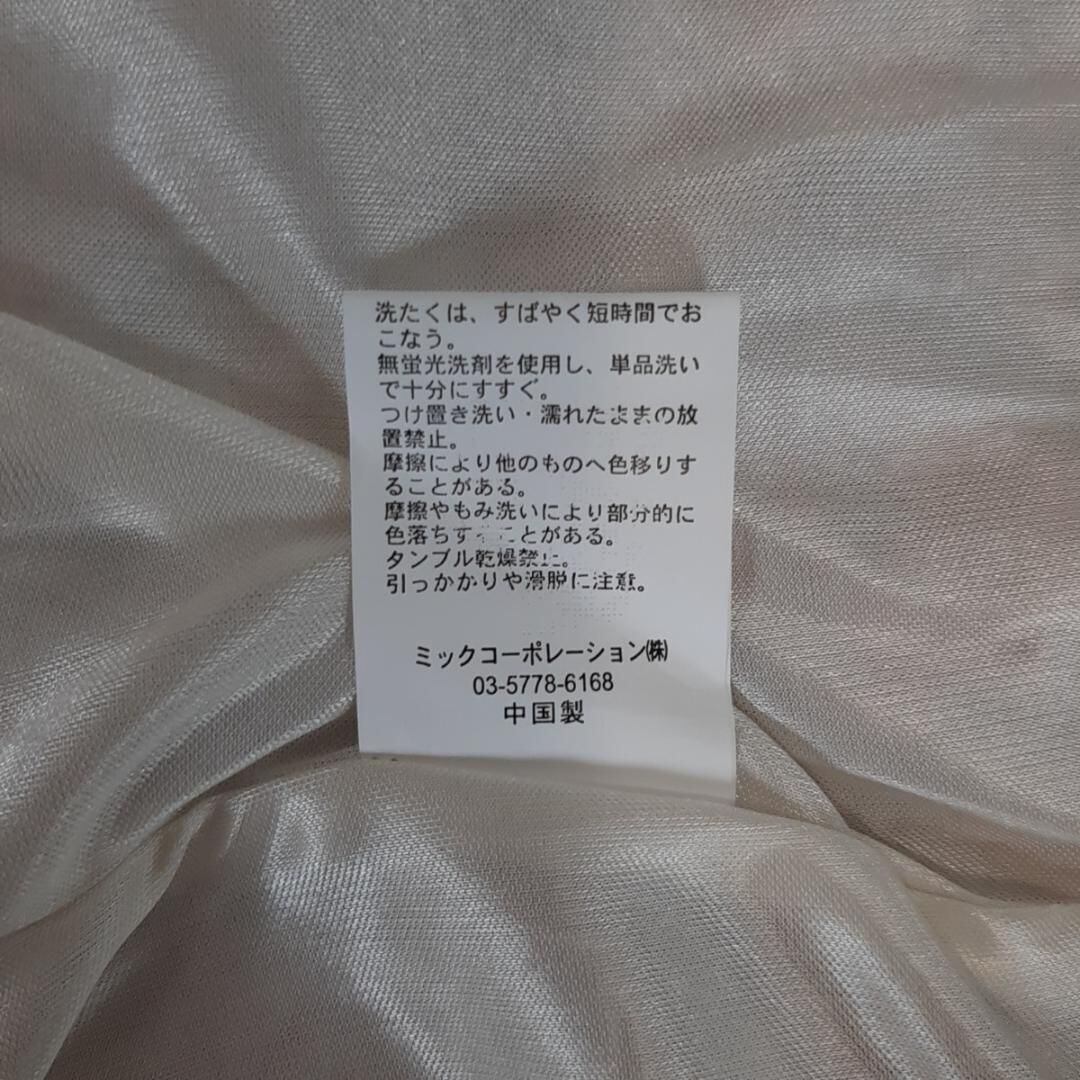 洗たくは、すばやく短時間でお
こなう。
無蛍光洗剤を使用し、単品洗い
で十分にすすぐ。
つけ置き洗い・濡れたままの放
置禁止。
摩擦により他のものへ色移りす
ることがある。
摩擦やもみ洗いにより部分的に
色落ちすることがある。
タンブル乾燥禁止。
引っかかりや滑脱に注意。
ミックコーポレーション㈱
03-5778-6168
中国製